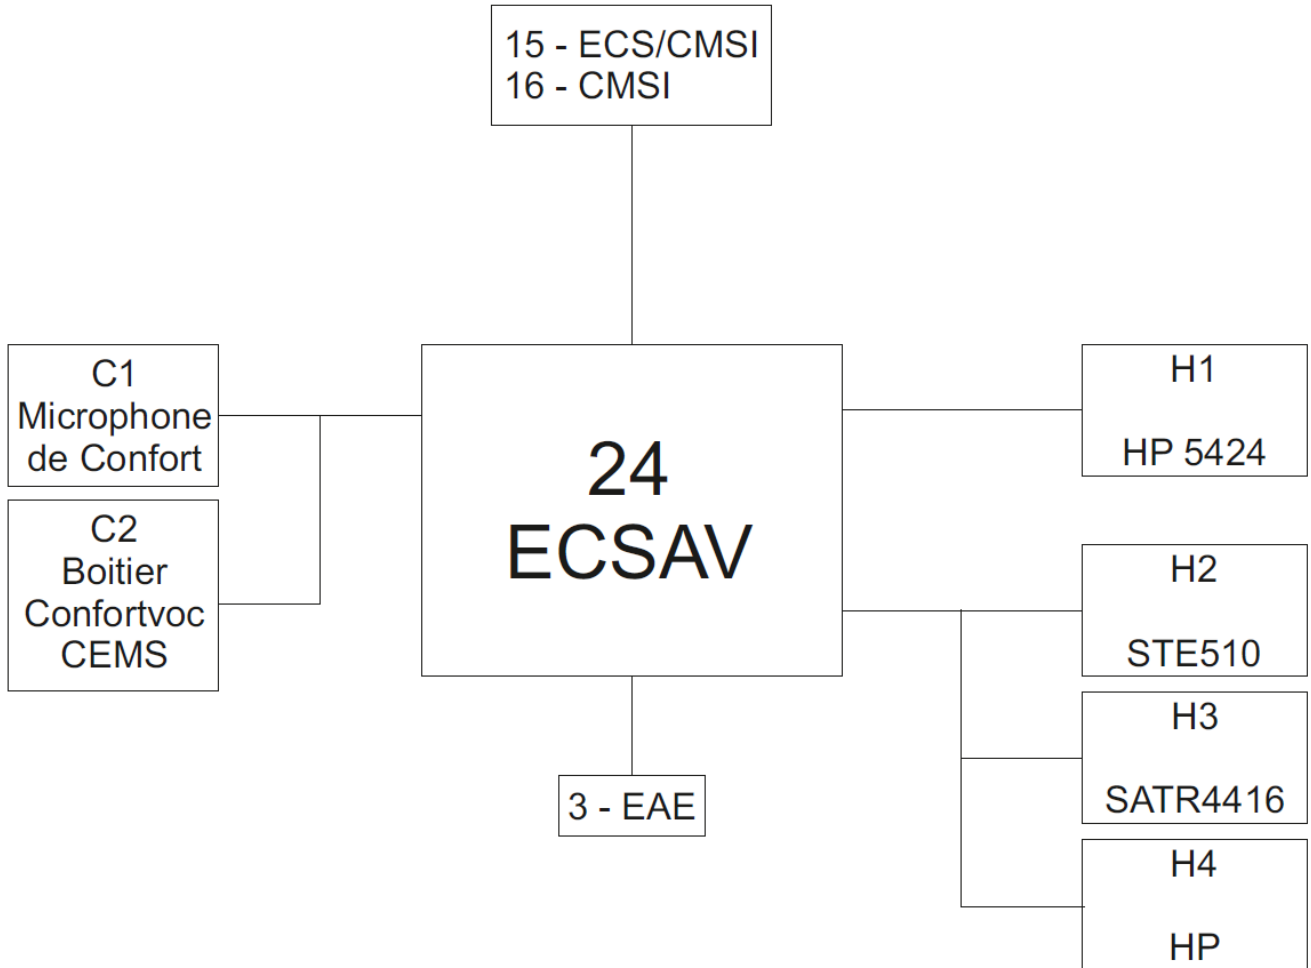 15 - ECS/CMSI
16 - CMSI
C1
Microphone
de Confort
C2
Boitier
Confortvoc
CEMS
24
ECSAV
3 - EAE
H1
HP 5424
H2
STE510
H3
SATR4416
H4
HP